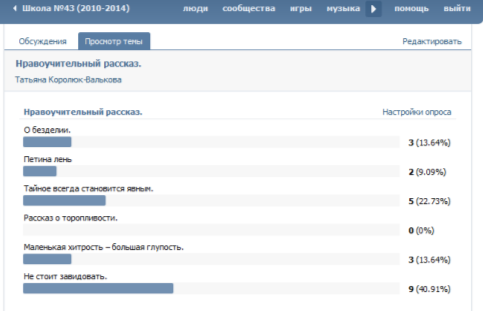 Школа №43 (2010-2014) люди сообщества игры музыка помощь выйти
Обсуждения Просмотр темы Редактировать
Нравоучительный рассказ.
Татьяна Королюк-Валькова
Нравоучительный рассказ. Настройки опроса
О безделии.
3 (13.64%)
Петина лень
2 (9.09%)
Тайное всегда становится явным.
5 (22.73%)
Рассказ о торопливости.
0 (0%)
Маленькая хитрость – большая глупость.
3 (13.64%)
Не стоит завидовать.
9 (40.91%)